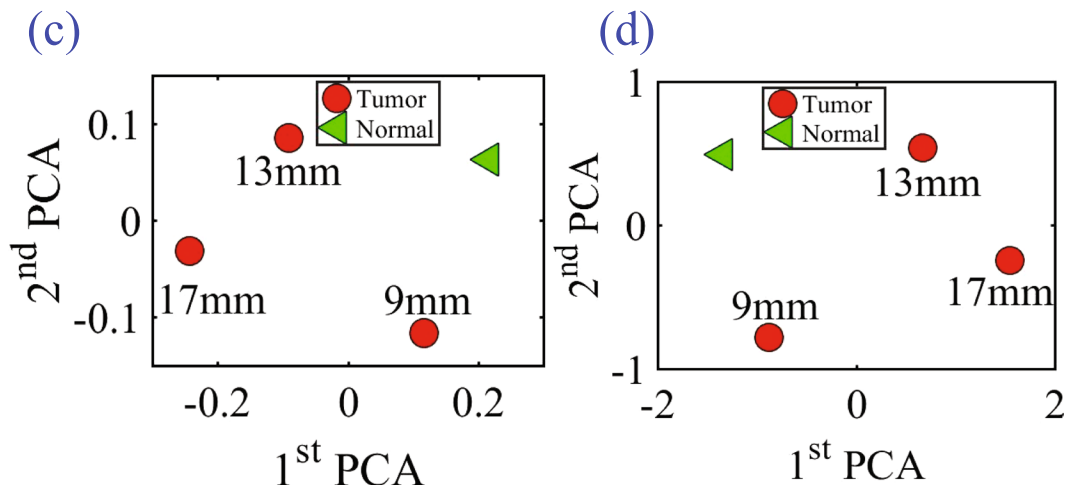 (c)
(d)
Tumor
Normal
13mm
17mm
9mm
0.1
0
-0.1
-0.2
0
0.2
2nd PCA
1st PCA
Tumor
Normal
13mm
17mm
9mm
1
0
-1
-2
0
2
2nd PCA
1st PCA